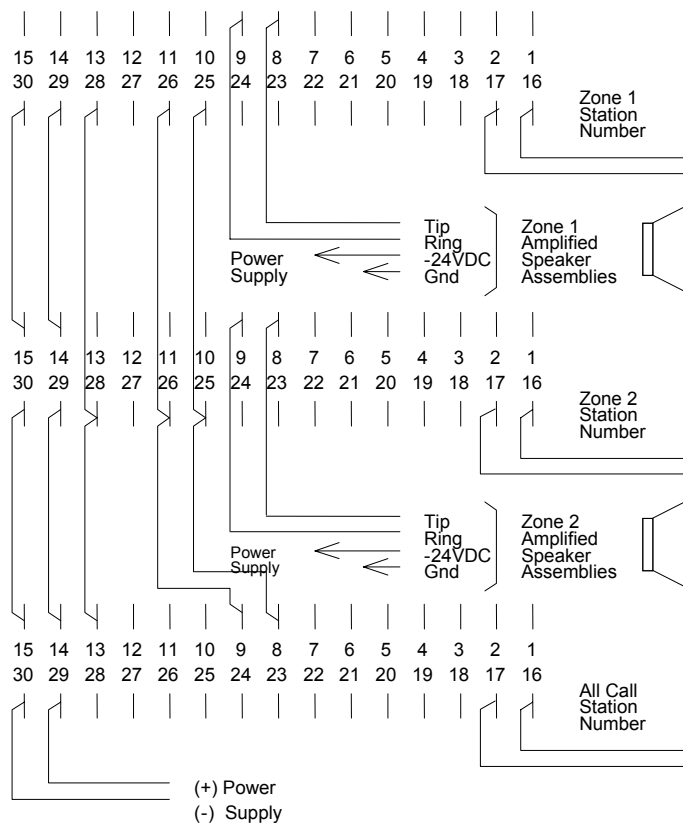 15 14 13 12 11 10 9 8 7 6 5 4 3 2 1
30 29 28 27 26 25 24 23 22 21 20 19 18 17 16
Zone 1
Station
Number
Tip
Ring
-24VDC
Gnd
Power
Supply
Zone 1
Amplified
Speaker
Assemblies
15 14 13 12 11 10 9 8 7 6 5 4 3 2 1
30 29 28 27 26 25 24 23 22 21 20 19 18 17 16
Zone 2
Station
Number
Tip
Ring
-24VDC
Gnd
Power
Supply
Zone 2
Amplified
Speaker
Assemblies
15 14 13 12 11 10 9 8 7 6 5 4 3 2 1
30 29 28 27 26 25 24 23 22 21 20 19 18 17 16
All Call
Station
Number
(+) Power
(-) Supply